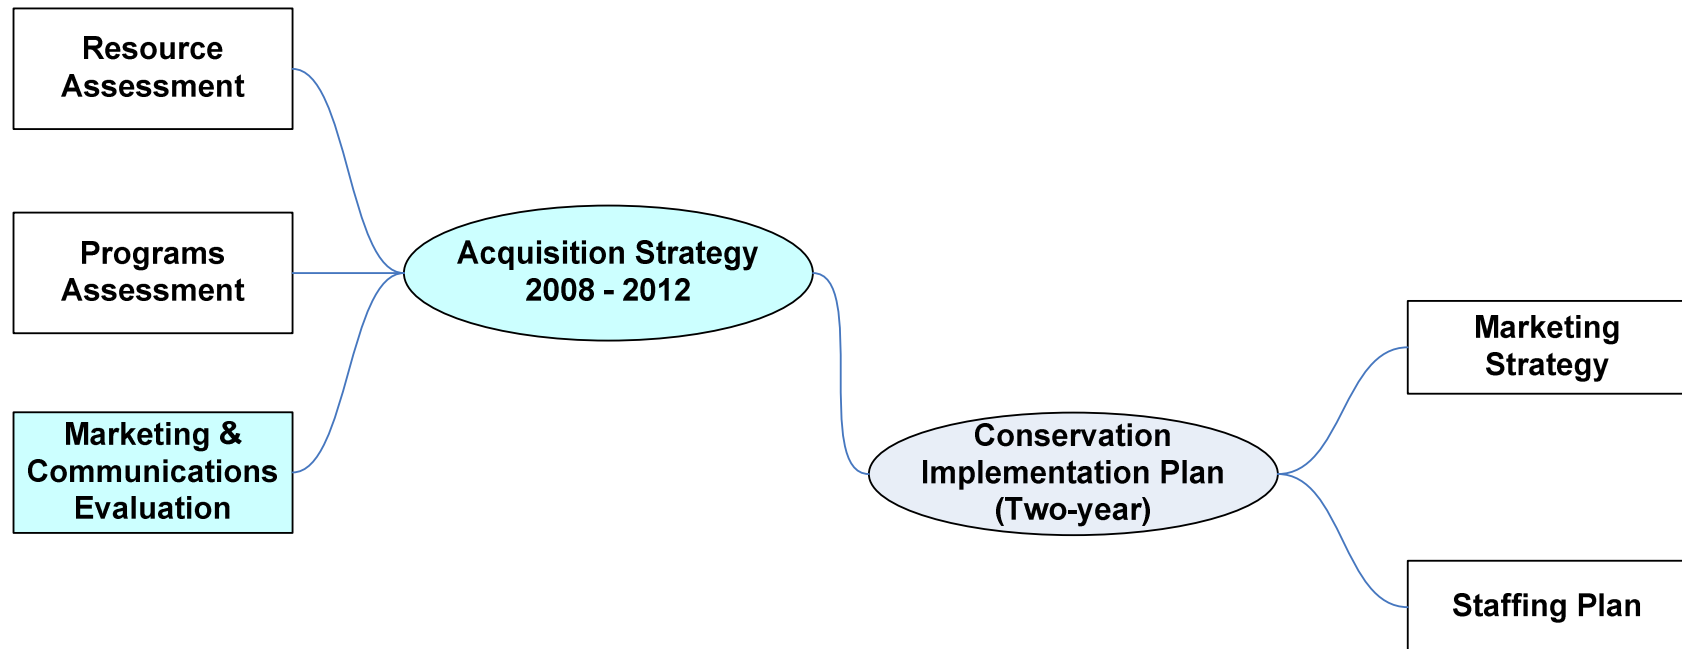 Resource
Assessment
Programs
Assessment
Marketing &
Communications
Evaluation
Acquisition Strategy
2008 - 2012
Conservation
Implementation Plan
(Two-year)
Marketing
Strategy
Staffing Plan